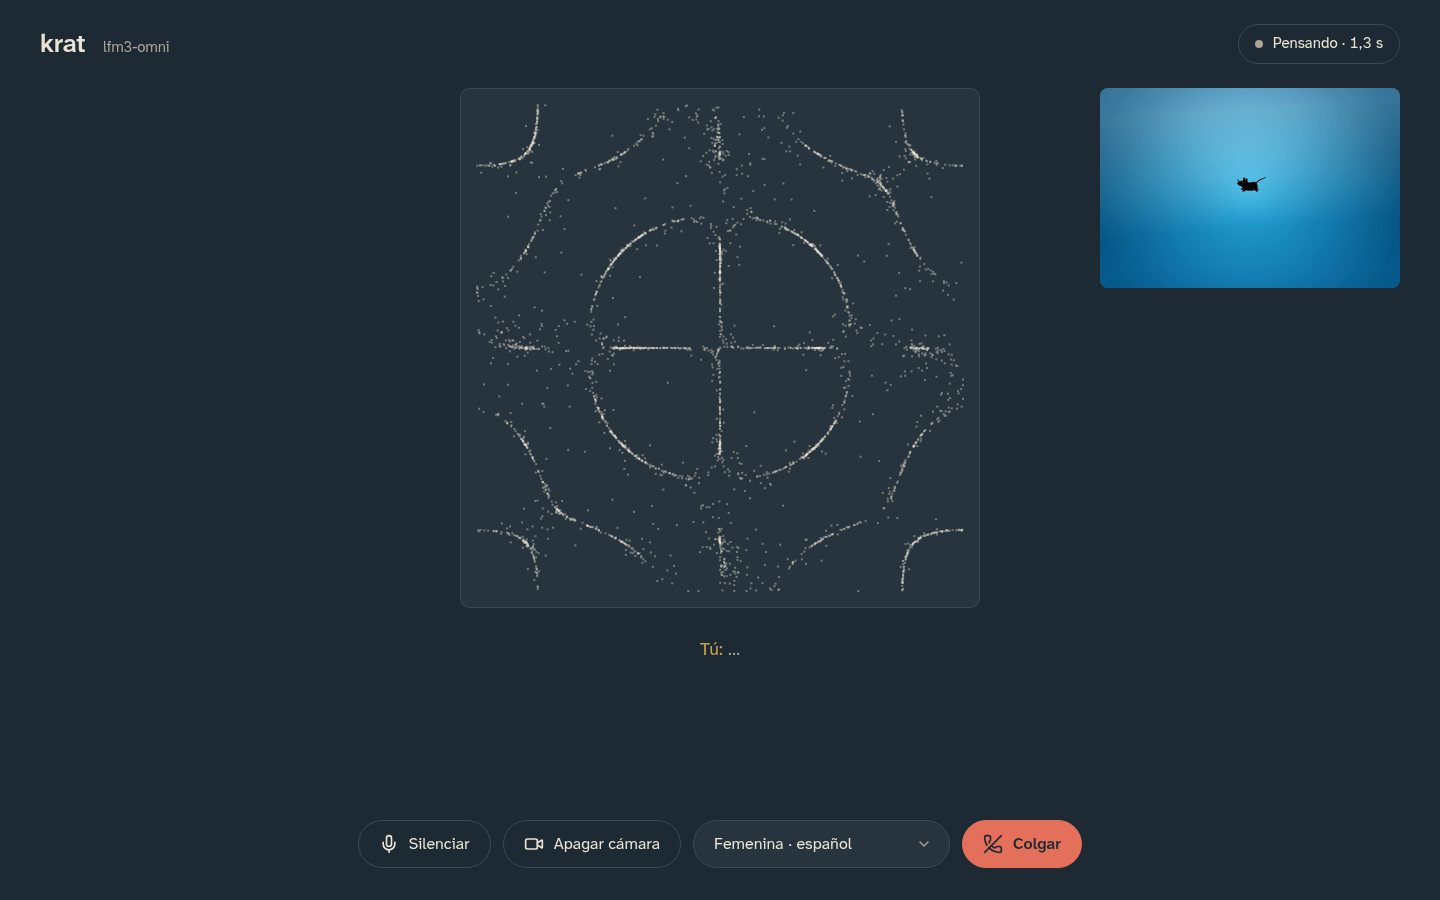 krat lfm3-omni
Pensando · 1,3 s
Tú: ...
Silenciar
Apagar cámara
Femenina · español
Colgar